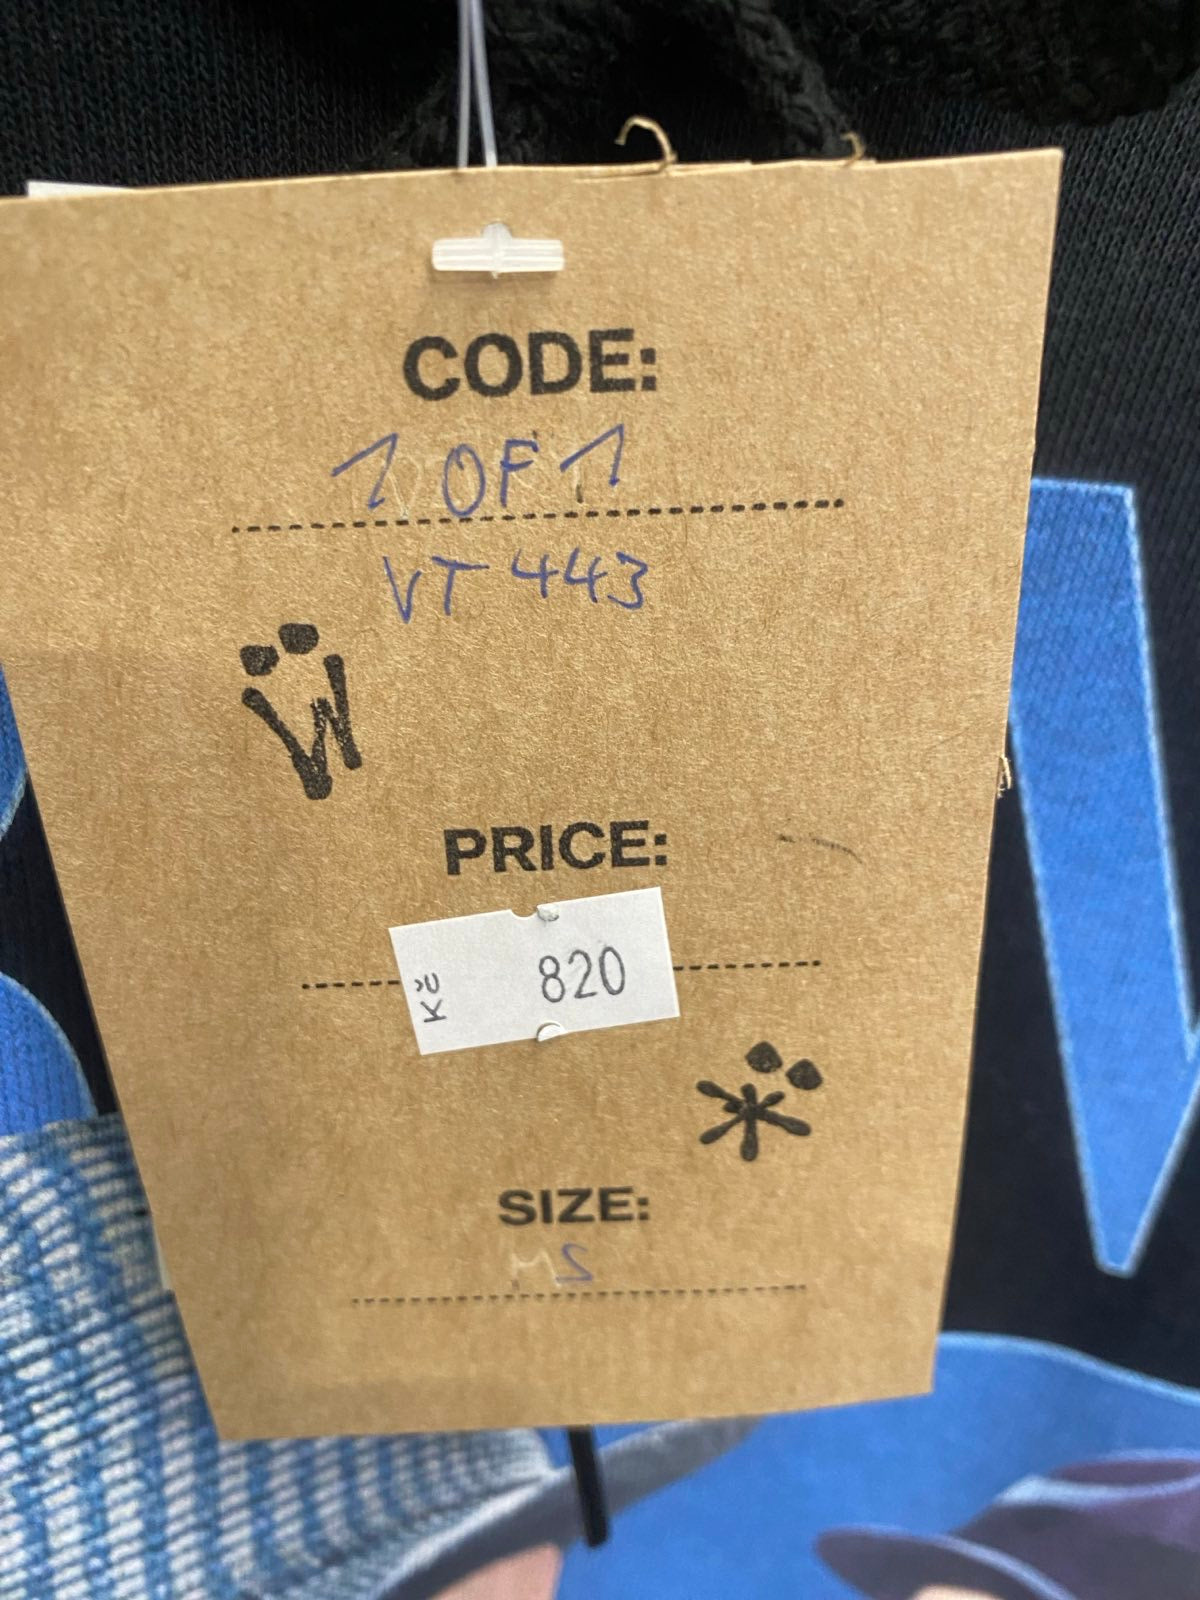 CODE:
1 OF 1
VT 443
Ẅ
PRICE:
Kč 820
SIZE:
MS